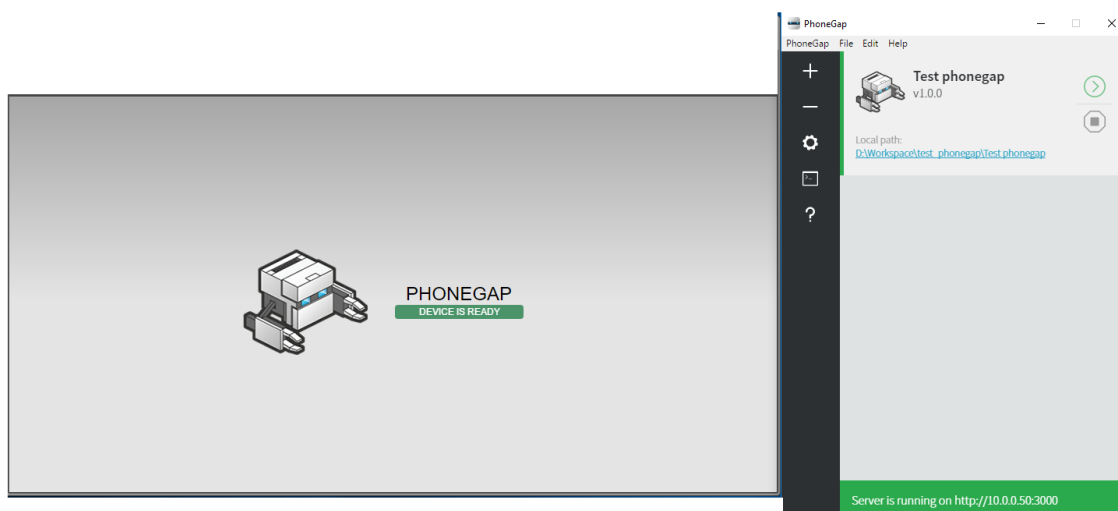 PHONEGAP
DEVICE IS READY
PhoneGap
PhoneGap File Edit Help
Test phonegap
v1.0.0
Local path:
D:\Workspace\test_phonegap\Test phonegap
Server is running on http://10.0.0.50:3000